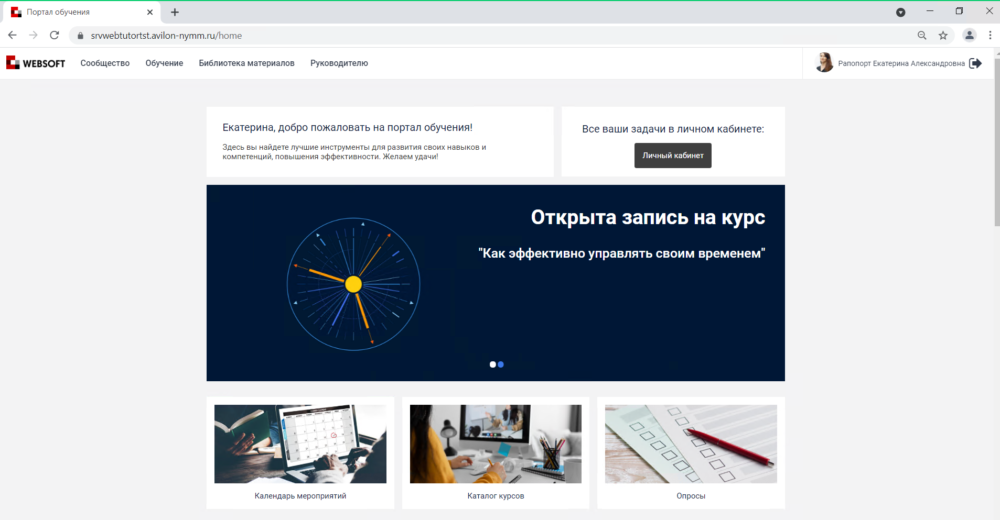 Портал обучения
srvwebtutortst.avilon-nymm.ru/home
WEBSOFT
Сообщество
Обучение
Библиотека материалов
Руководителю
Рапопорт Екатерина Александровна
Екатерина, добро пожаловать на портал обучения!
Здесь вы найдете лучшие инструменты для развития своих навыков и
компетенций, повышения эффективности. Желаем удачи!
Все ваши задачи в личном кабинете:
Личный кабинет
Открыта запись на курс
"Как эффективно управлять своим временем"
Календарь мероприятий
Каталог курсов
Опросы